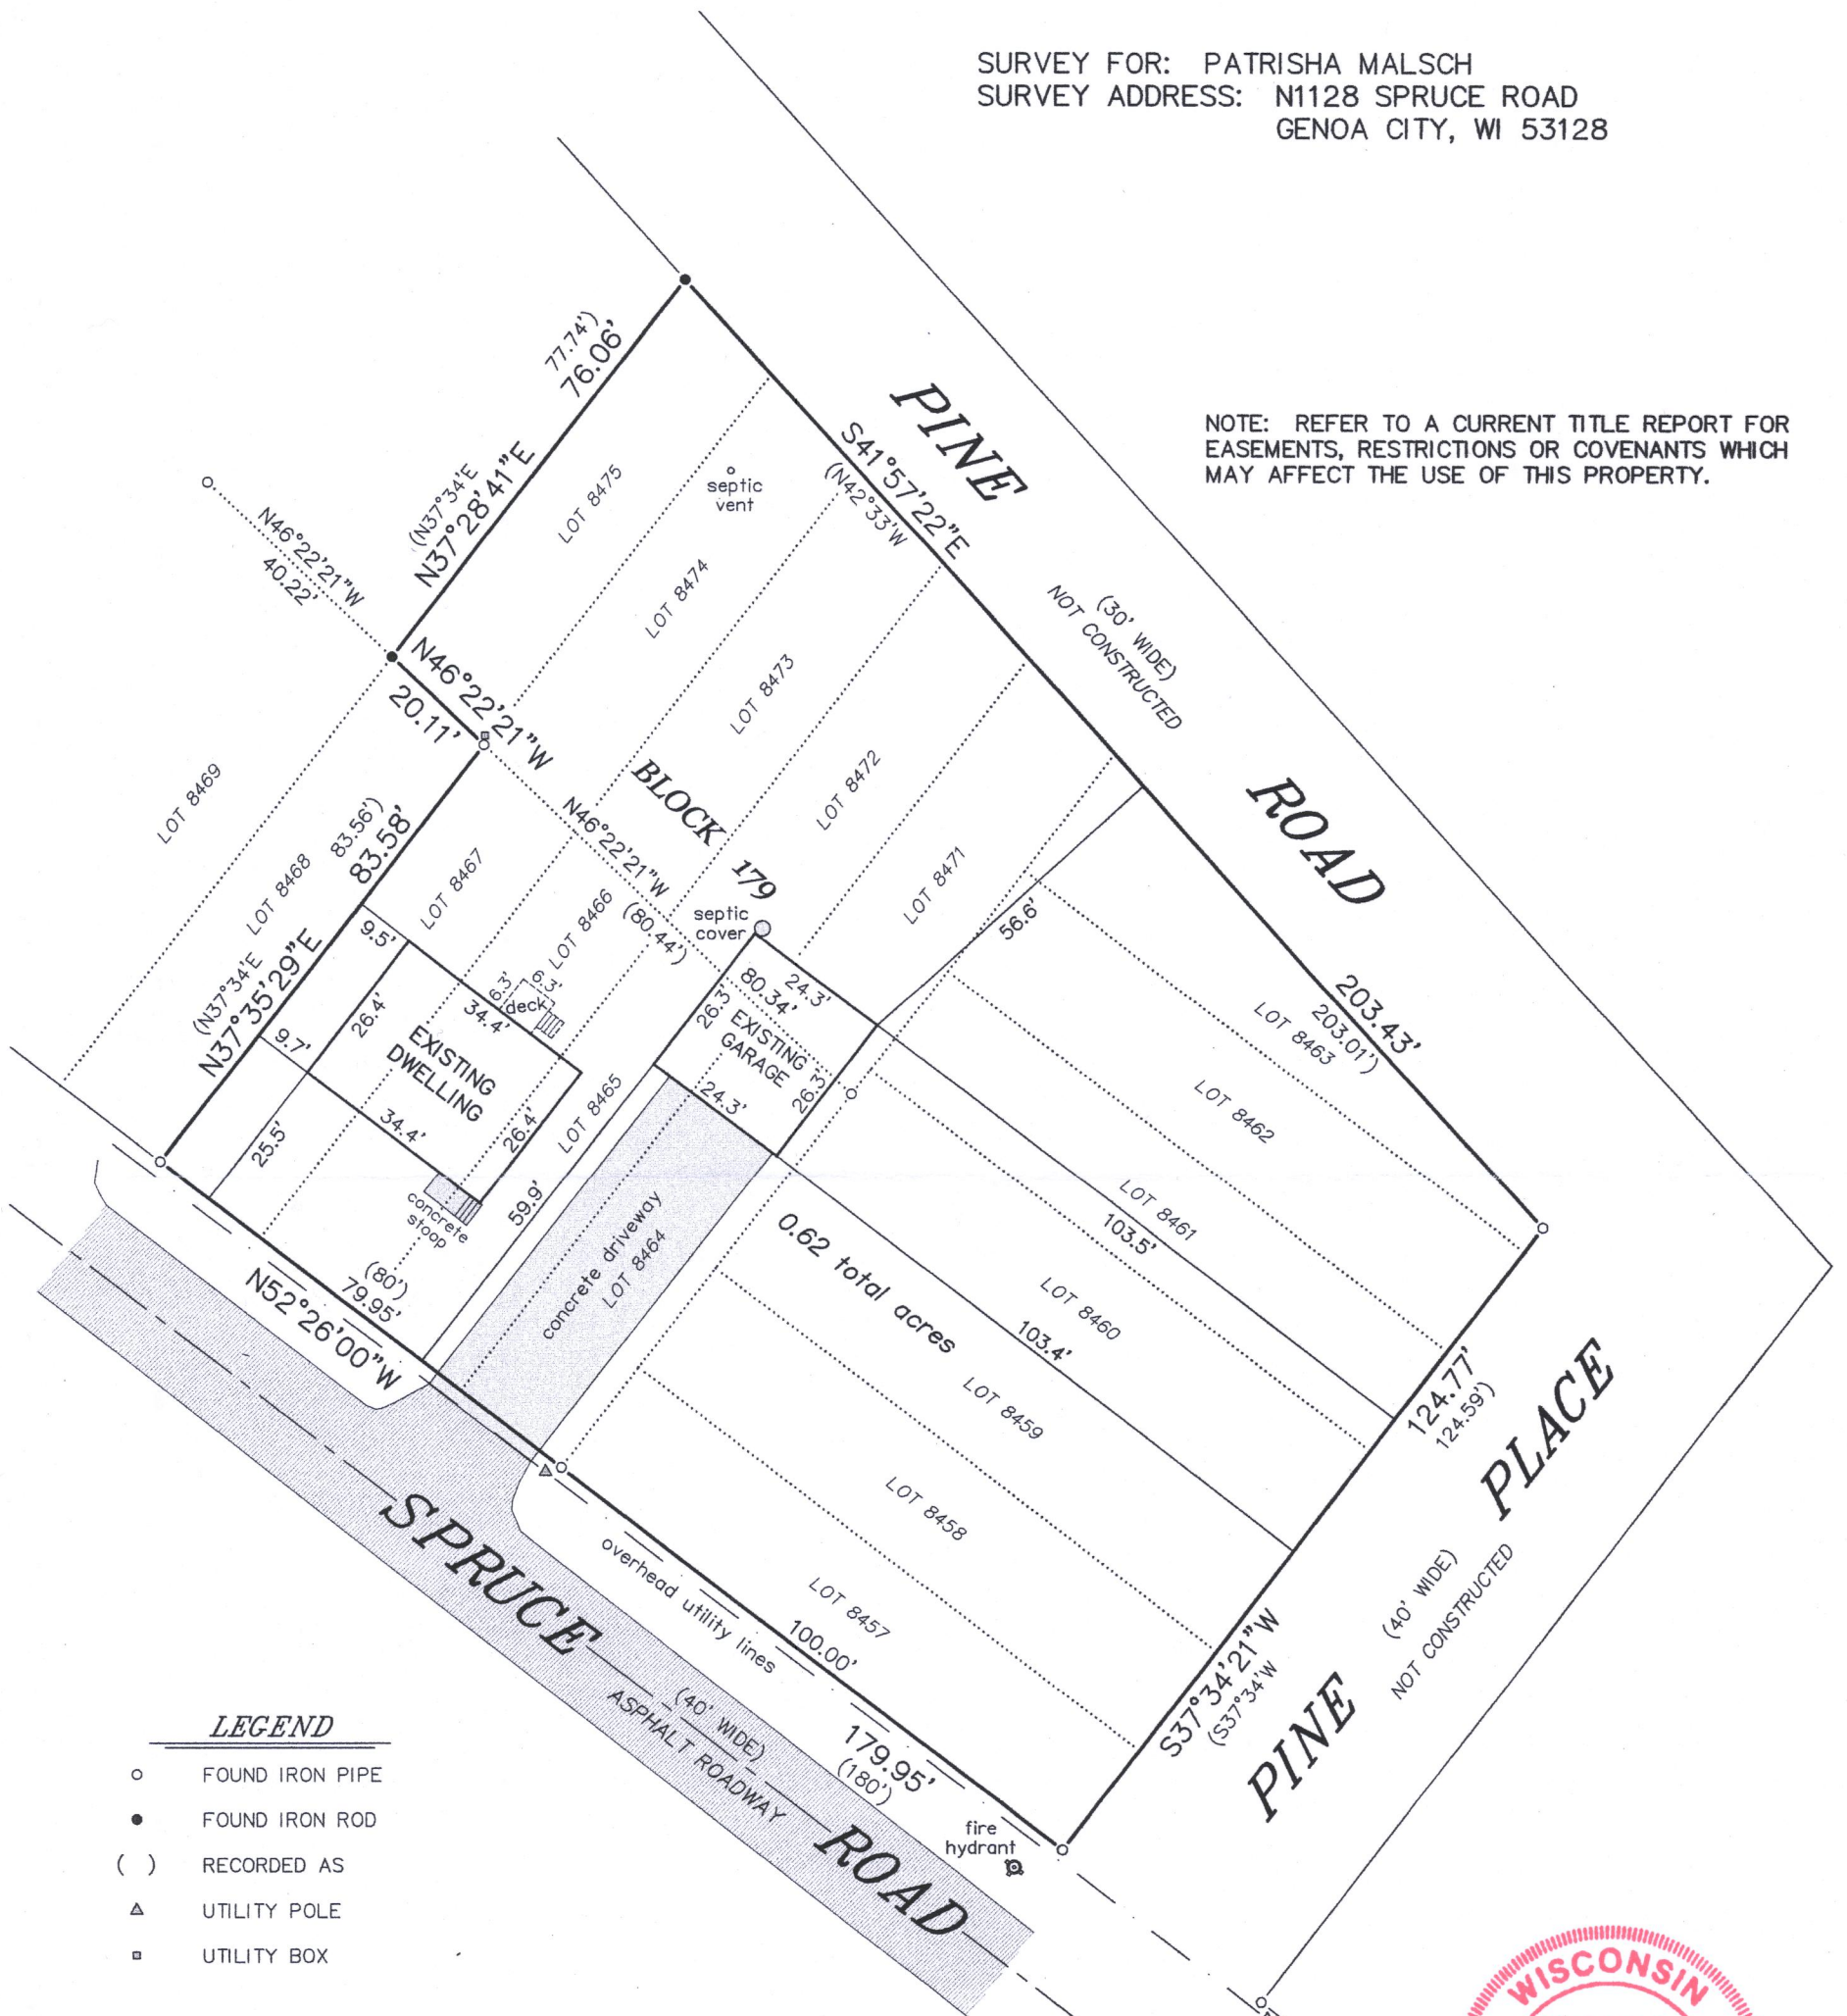 SURVEY FOR: PATRISHA MALSCH
SURVEY ADDRESS: N1128 SPRUCE ROAD
GENOA CITY, WI 53128
NOTE: REFER TO A CURRENT TITLE REPORT FOR
EASEMENTS, RESTRICTIONS OR COVENANTS WHICH
MAY AFFECT THE USE OF THIS PROPERTY.
PINE
ROAD
(30' WIDE)
NOT CONSTRUCTED
S41°57'22"E
(N42°33'W
203.43'
203.01')
77.74')
76.06'
(N37°34'E
N37°28'41"E
N46°22'21"W
40.22'
N46°22'21"W
20.11'
LOT 8475
septic
vent
LOT 8474
LOT 8473
LOT 8472
LOT 8471
BLOCK 179
N46°22'21"W
(80.44')
80.34'
LOT 8469
LOT 8468
83.56')
83.58'
(N37°34'E
N37°35'29"E
LOT 8467
LOT 8466
LOT 8465
septic
cover
9.5'
9.7'
26.4'
34.4'
6.3'
6.3'
deck
EXISTING
DWELLING
34.4'
26.4'
25.5'
concrete
stoop
59.9'
24.3'
26.3'
EXISTING
GARAGE
26.3'
24.3'
56.6'
concrete driveway
LOT 8464
LOT 8463
LOT 8462
LOT 8461
103.5'
LOT 8460
103.4'
0.62 total acres
LOT 8459
LOT 8458
LOT 8457
(80')
79.95'
N52°26'00"W
100.00'
179.95'
(180')
overhead utility lines
SPRUCE
ROAD
(40' WIDE)
ASPHALT ROADWAY
fire
hydrant
124.77'
124.59')
S37°34'21"W
(S37°34'W
PINE
PLACE
(40' WIDE)
NOT CONSTRUCTED
LEGEND
FOUND IRON PIPE
FOUND IRON ROD
( ) RECORDED AS
UTILITY POLE
UTILITY BOX
WISCONSIN